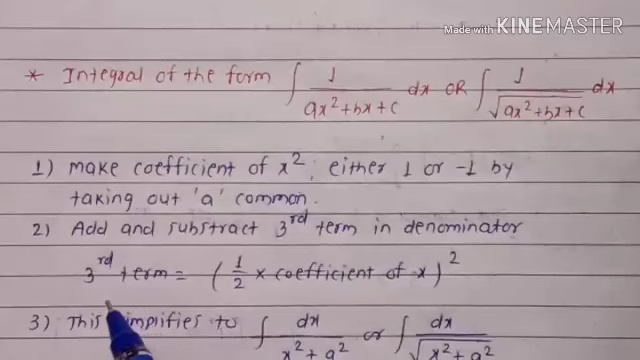 Made with KINEMASTER
* Integral of the form ∫ 1/(ax²+bx+c) dx OR ∫ 1/√(ax²+bx+c) dx
1) make coefficient of x², either 1 or -1 by
taking out 'a' common.
2) Add and substract 3rd term in denominator
3rd term = (1/2 × coefficient of x)²
3) This simplifies to ∫ dx/(x²+a²) or ∫ dx/√(x²+a²)